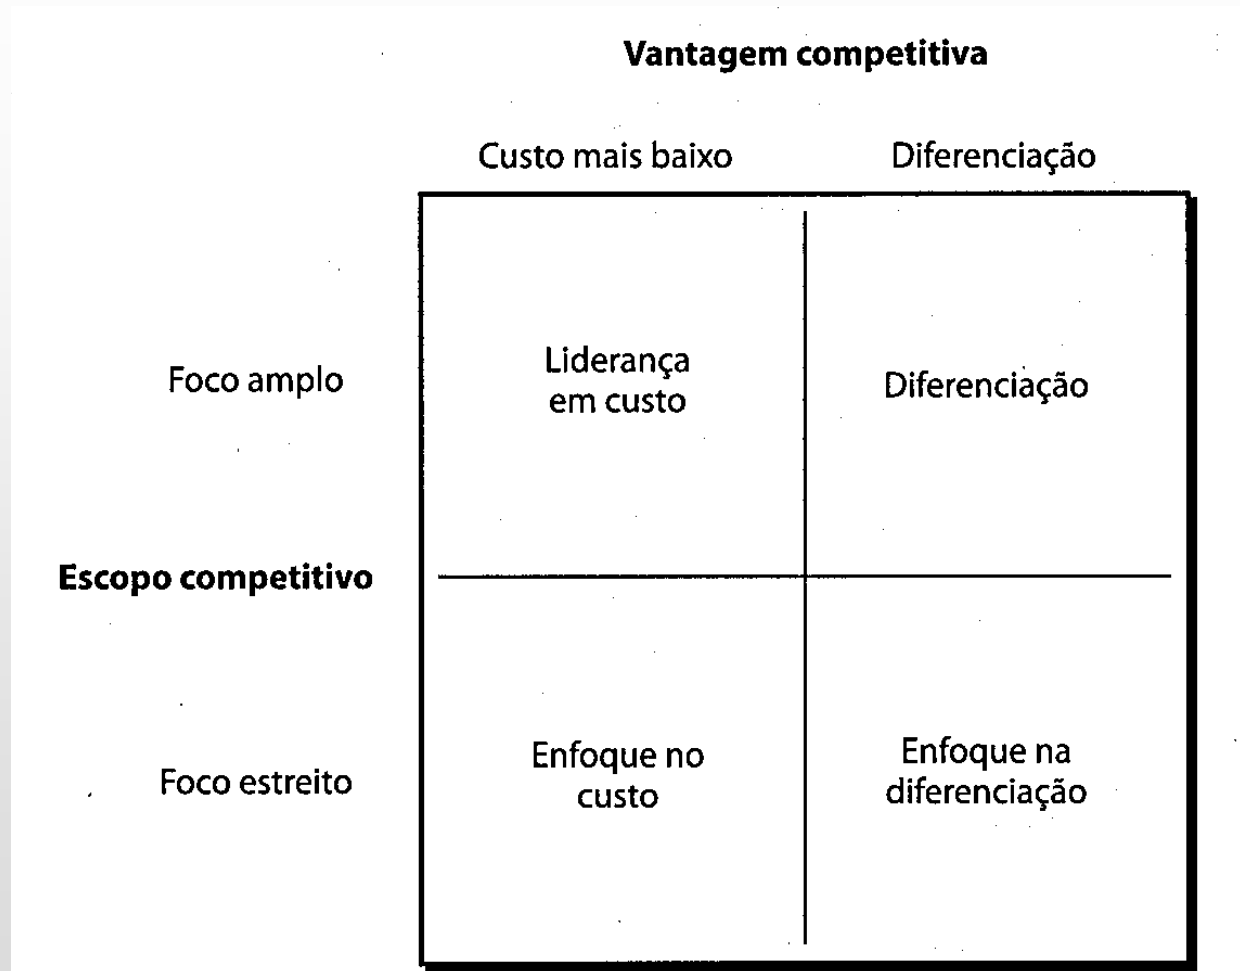 Vantagem competitiva
Custo mais baixo
Diferenciação
Foco amplo
Liderança
em custo
Diferenciação
Escopo competitivo
Foco estreito
Enfoque no
custo
Enfoque na
diferenciação